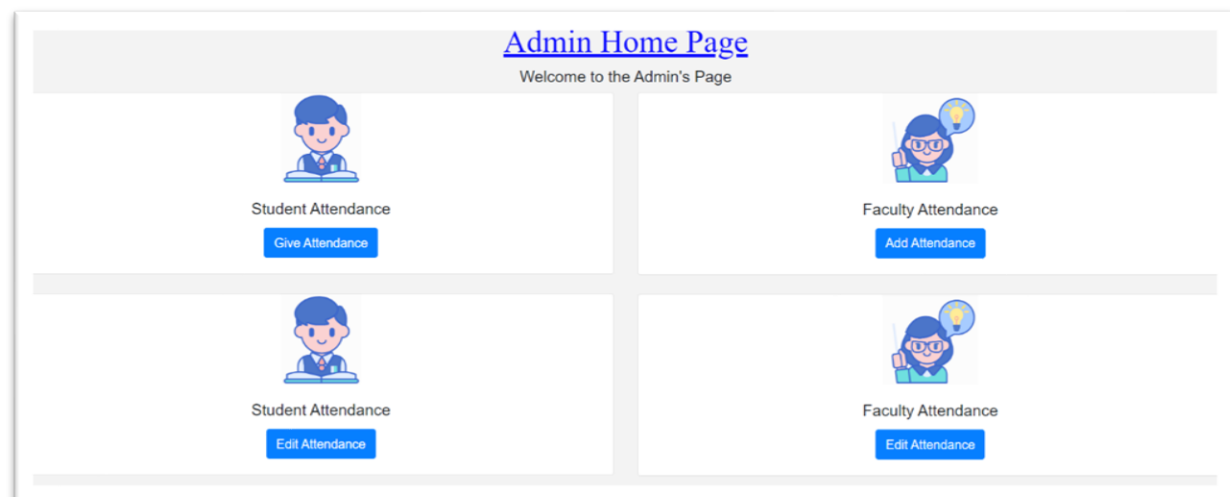 Admin Home Page
Welcome to the Admin's Page
Student Attendance
Give Attendance
Faculty Attendance
Add Attendance
Student Attendance
Edit Attendance
Faculty Attendance
Edit Attendance